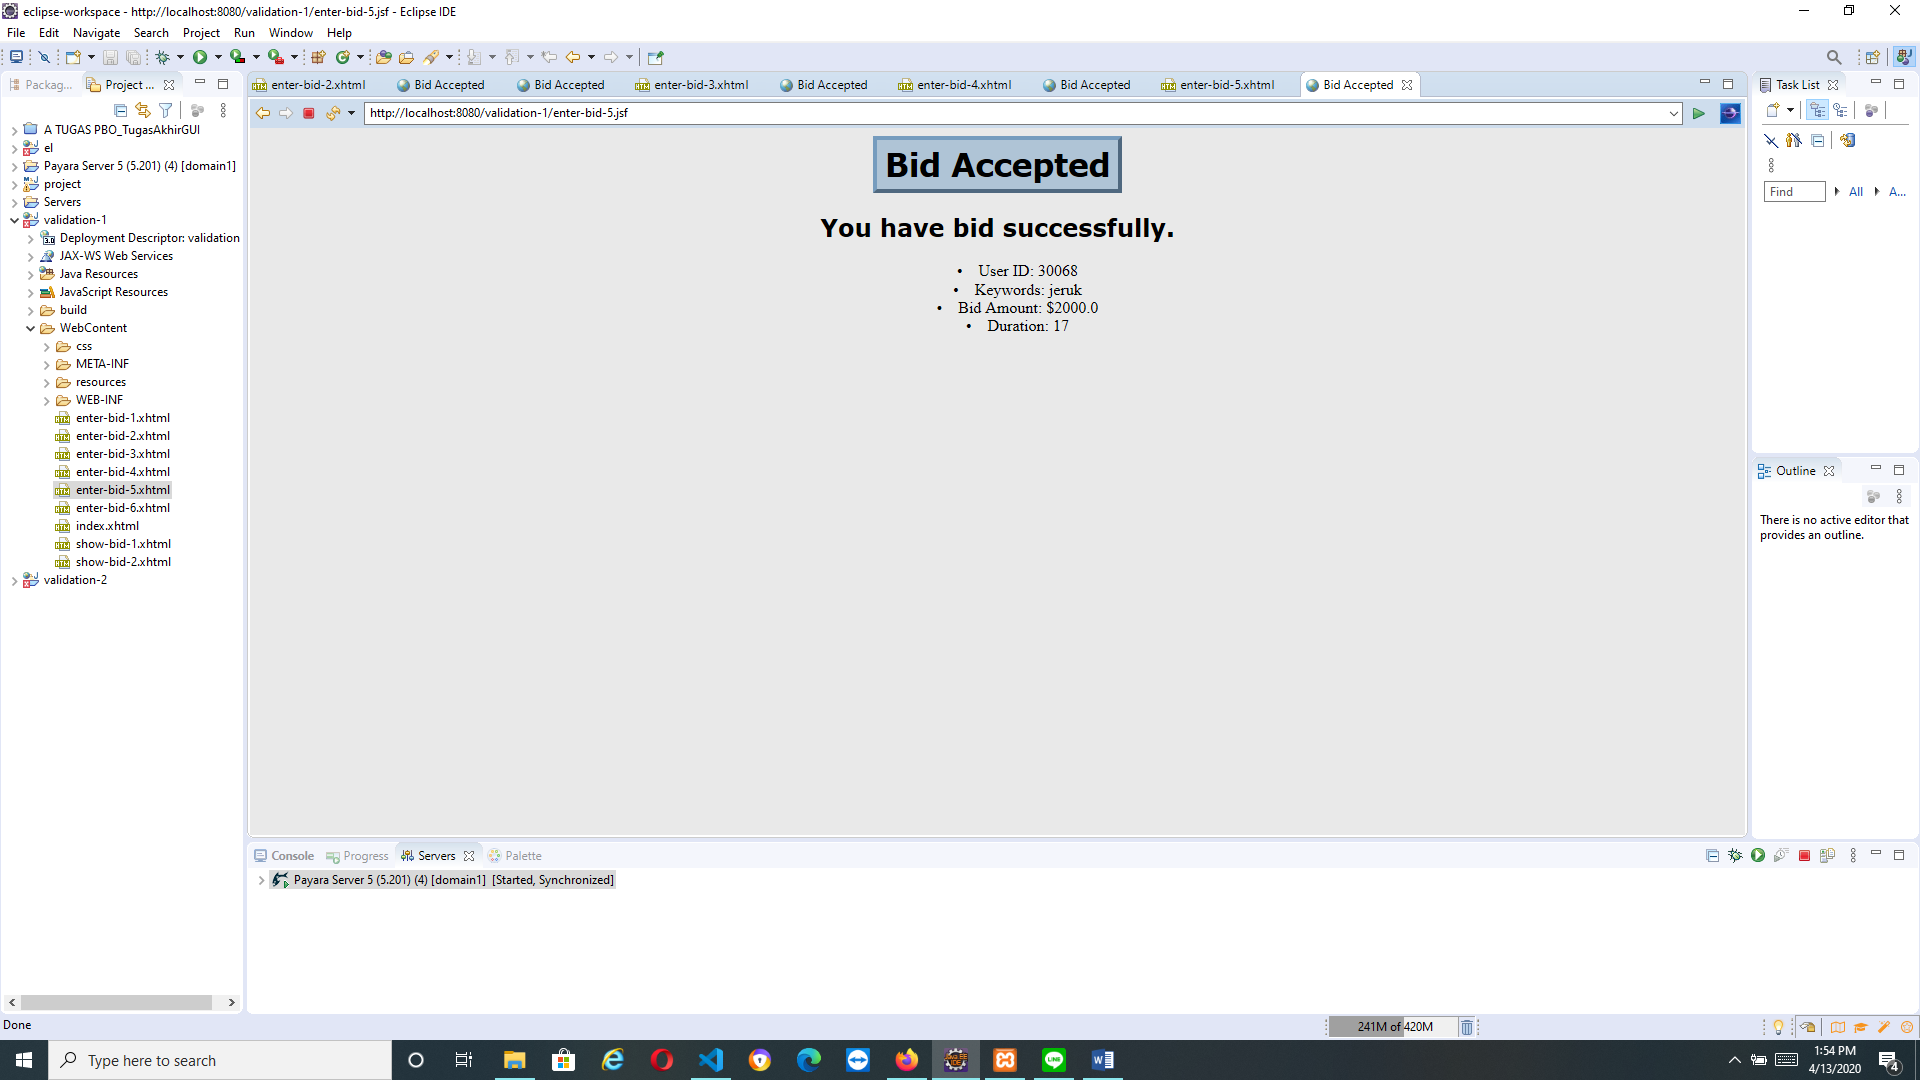 eclipse-workspace - http://localhost:8080/validation-1/enter-bid-5.jsf - Eclipse IDE
File Edit Navigate Search Project Run Window Help
Packag... Project ...
A TUGAS PBO_TugasAkhirGUI
el
Payara Server 5 (5.201) (4) [domain1]
project
Servers
validation-1
Deployment Descriptor: validation
JAX-WS Web Services
Java Resources
JavaScript Resources
build
WebContent
css
META-INF
resources
WEB-INF
enter-bid-1.xhtml
enter-bid-2.xhtml
enter-bid-3.xhtml
enter-bid-4.xhtml
enter-bid-5.xhtml
enter-bid-6.xhtml
index.xhtml
show-bid-1.xhtml
show-bid-2.xhtml
validation-2
enter-bid-2.xhtml Bid Accepted Bid Accepted enter-bid-3.xhtml Bid Accepted enter-bid-4.xhtml Bid Accepted enter-bid-5.xhtml Bid Accepted
http://localhost:8080/validation-1/enter-bid-5.jsf
Bid Accepted
You have bid successfully.
• User ID: 30068
• Keywords: jeruk
• Bid Amount: $2000.0
• Duration: 17
Console Progress Servers Palette
Payara Server 5 (5.201) (4) [domain1] [Started, Synchronized]
Task List
Find All A...
Outline
There is no active editor that
provides an outline.
Done
241M of 420M
Type here to search
1:54 PM
4/13/2020
4